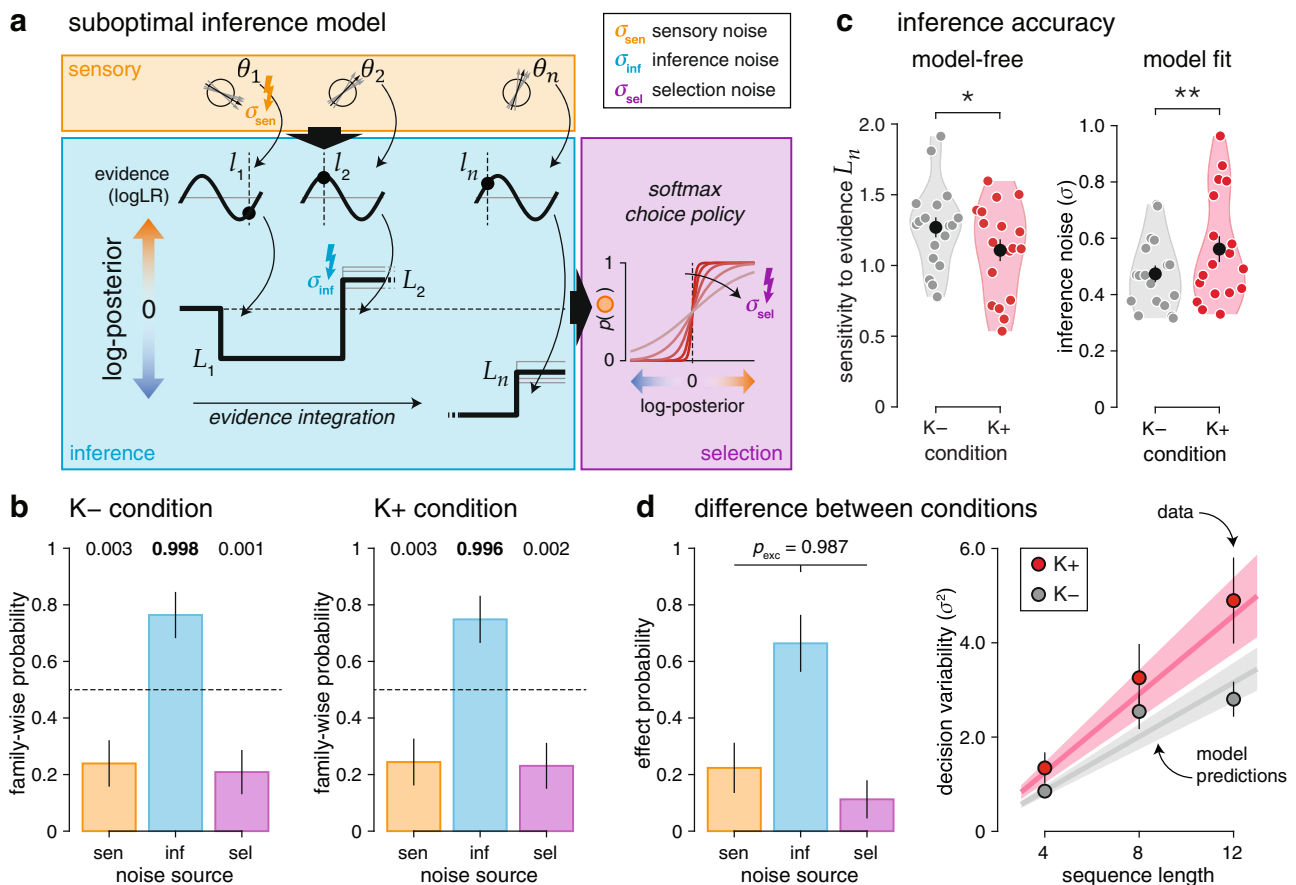 a suboptimal inference model
σsen sensory noise
σinf inference noise
σsel selection noise
sensory
θ1
θ2
θn
σsen
l1
l2
ln
evidence
(logLR)
log-posterior
0
σinf
L1
L2
Ln
evidence integration
inference
softmax
choice policy
1
p( )
0
σsel
0
log-posterior
selection
c inference accuracy
model-free
model fit
*
**
sensitivity to evidence Ln
2.0
1.5
1.0
0.5
0
K− K+
condition
inference noise (σ)
1.0
0.8
0.6
0.4
0.2
0
K− K+
condition
b K− condition
K+ condition
0.003 0.998 0.001
family-wise probability
1
0.8
0.6
0.4
0.2
0
sen inf sel
noise source
0.003 0.996 0.002
family-wise probability
1
0.8
0.6
0.4
0.2
0
sen inf sel
noise source
d difference between conditions
pexc = 0.987
effect probability
1
0.8
0.6
0.4
0.2
0
sen inf sel
noise source
data
K+
K−
decision variability (σ²)
6.0
4.0
2.0
0
model
predictions
4 8 12
sequence length